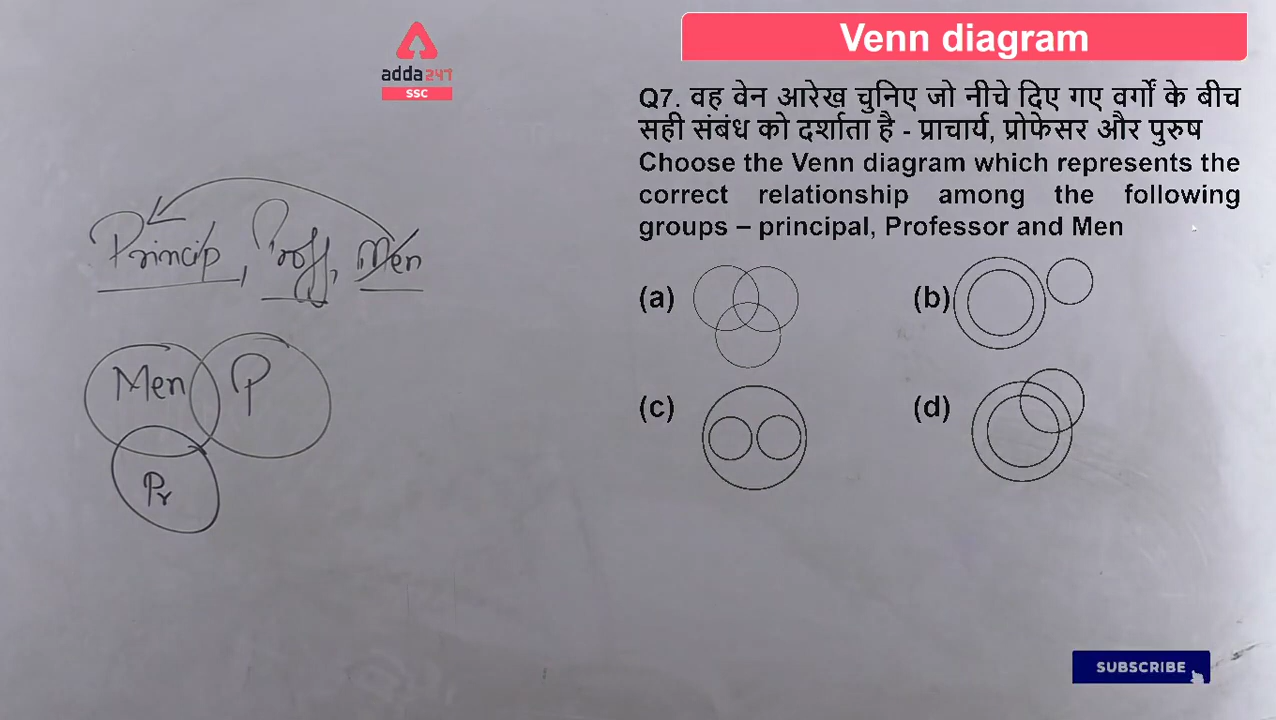 Venn diagram
adda247
SSC
Q7. वह वेन आरेख चुनिए जो नीचे दिए गए वर्गों के बीच
सही संबंध को दर्शाता है - प्राचार्य, प्रोफेसर और पुरुष
Choose the Venn diagram which represents the
correct relationship among the following
groups – principal, Professor and Men
(a)
(b)
(c)
(d)
Princip, Proff, Men
Men P
Pr
SUBSCRIBE